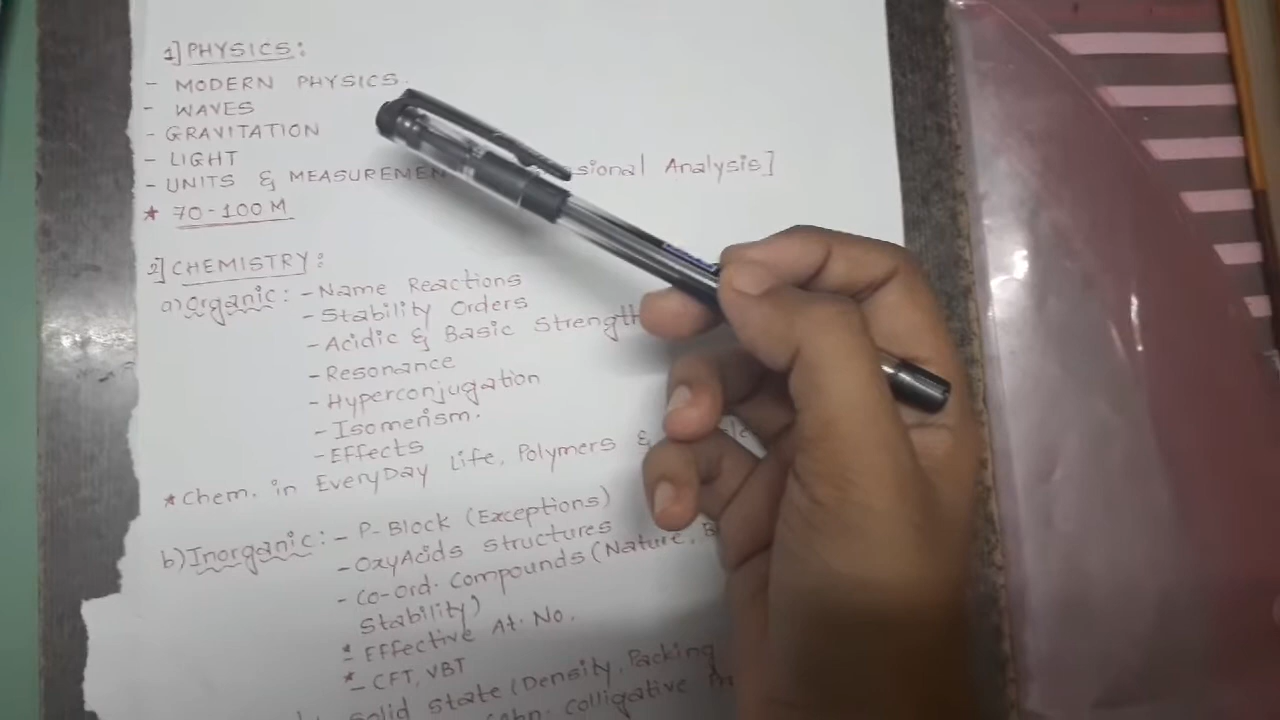 1] PHYSICS:
- MODERN PHYSICS.
- WAVES
- GRAVITATION
- LIGHT
- UNITS & MEASUREMEN sional Analysis]
* 70-100 M
2] CHEMISTRY:
a) Organic: - Name Reactions
- Stability Orders
- Acidic & Basic Strength
- Resonance
- Hyperconjugation
- Isomerism.
- Effects
* Chem. in EveryDay Life, Polymers &
b) Inorganic: - P-Block (Exceptions)
- OxyAcids Structures
- Co-Ord. Compounds (Nature, B
Stability)
* Effective At. No.
* - CFT, VBT
Solid State (Density, Packing
Colligative Pr